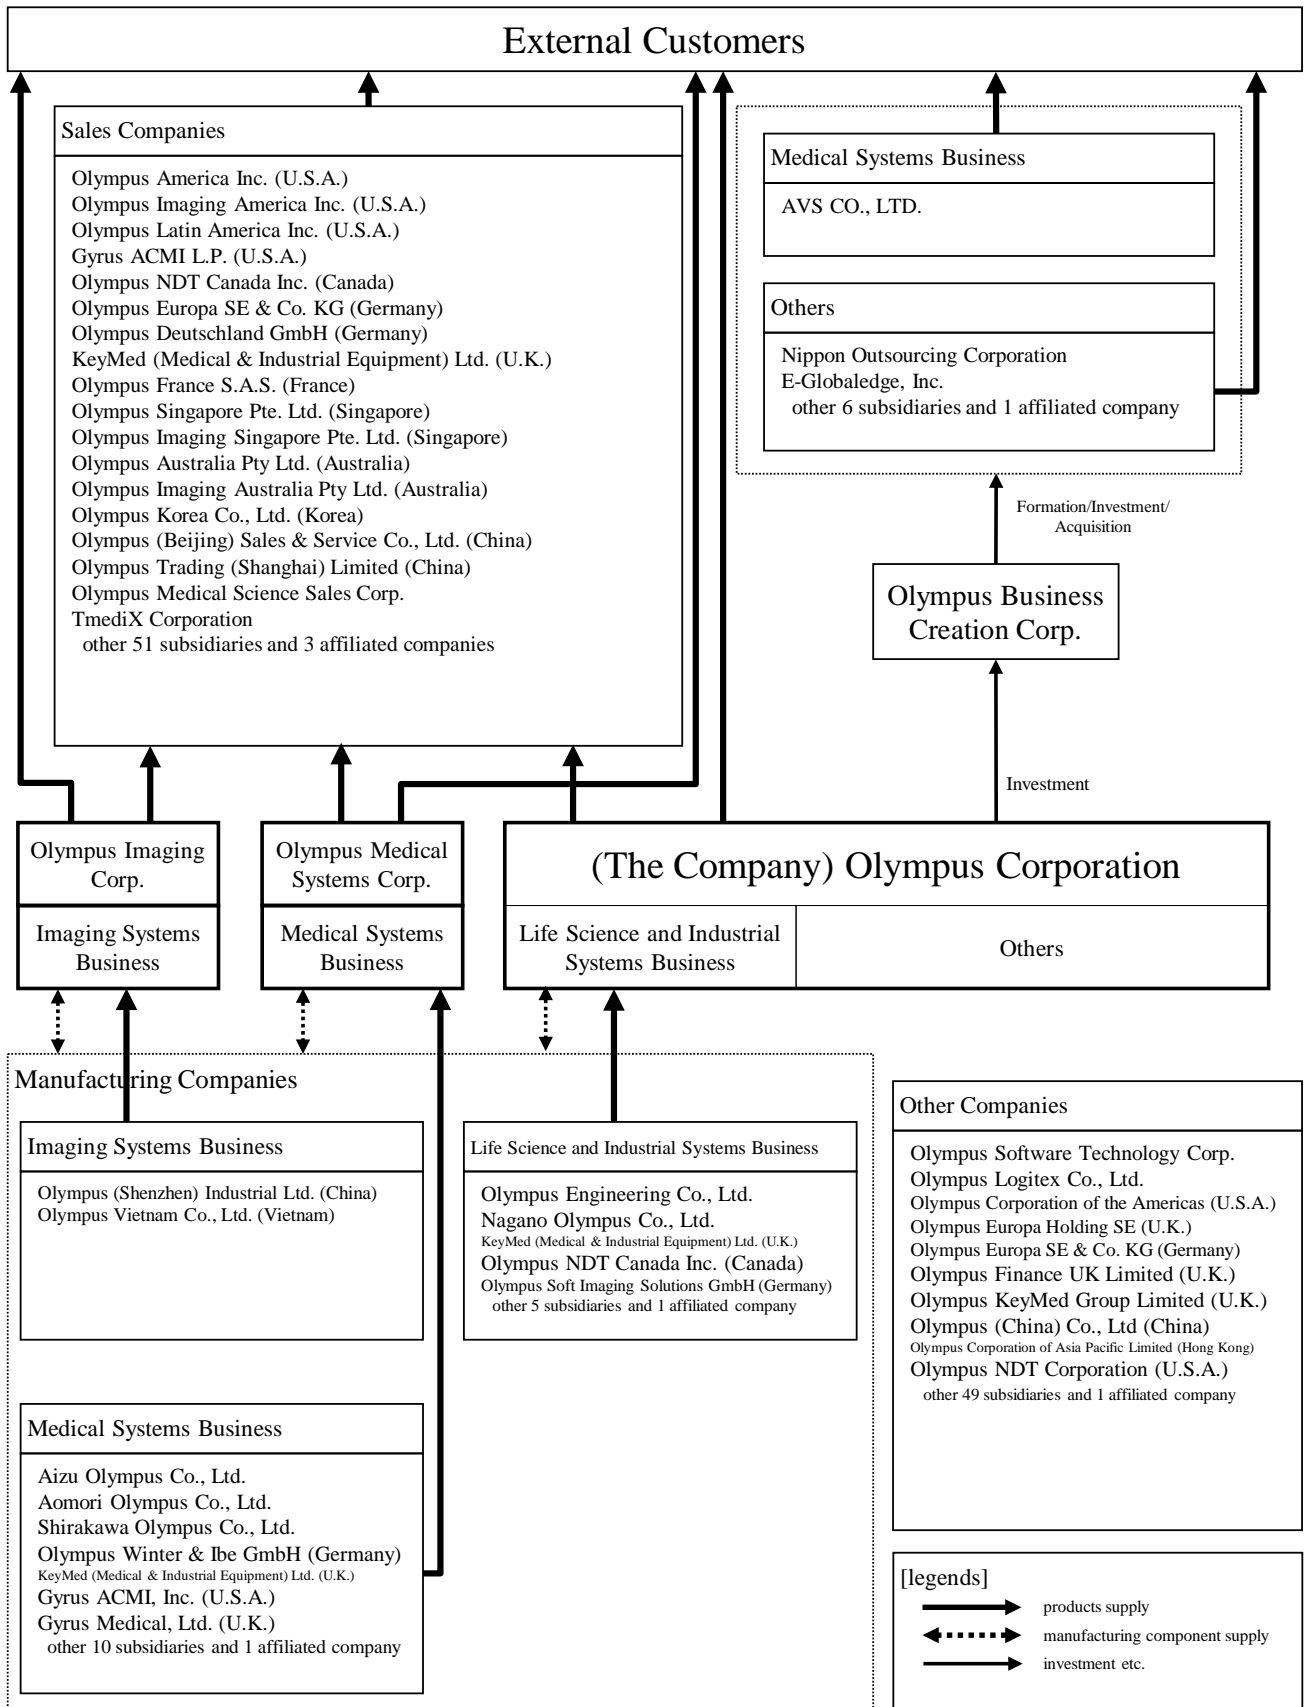 External Customers
Sales Companies
Olympus America Inc. (U.S.A.)
Olympus Imaging America Inc. (U.S.A.)
Olympus Latin America Inc. (U.S.A.)
Gyrus ACMI L.P. (U.S.A.)
Olympus NDT Canada Inc. (Canada)
Olympus Europa SE & Co. KG (Germany)
Olympus Deutschland GmbH (Germany)
KeyMed (Medical & Industrial Equipment) Ltd. (U.K.)
Olympus France S.A.S. (France)
Olympus Singapore Pte. Ltd. (Singapore)
Olympus Imaging Singapore Pte. Ltd. (Singapore)
Olympus Australia Pty Ltd. (Australia)
Olympus Imaging Australia Pty Ltd. (Australia)
Olympus Korea Co., Ltd. (Korea)
Olympus (Beijing) Sales & Service Co., Ltd. (China)
Olympus Trading (Shanghai) Limited (China)
Olympus Medical Science Sales Corp.
TmediX Corporation
other 51 subsidiaries and 3 affiliated companies
Medical Systems Business
AVS CO., LTD.
Others
Nippon Outsourcing Corporation
E-Globaledge, Inc.
other 6 subsidiaries and 1 affiliated company
Formation/Investment/
Acquisition
Olympus Business
Creation Corp.
Investment
Olympus Imaging
Corp.
Imaging Systems
Business
Olympus Medical
Systems Corp.
Medical Systems
Business
(The Company) Olympus Corporation
Life Science and Industrial
Systems Business
Others
Manufacturing Companies
Imaging Systems Business
Olympus (Shenzhen) Industrial Ltd. (China)
Olympus Vietnam Co., Ltd. (Vietnam)
Life Science and Industrial Systems Business
Olympus Engineering Co., Ltd.
Nagano Olympus Co., Ltd.
KeyMed (Medical & Industrial Equipment) Ltd. (U.K.)
Olympus NDT Canada Inc. (Canada)
Olympus Soft Imaging Solutions GmbH (Germany)
other 5 subsidiaries and 1 affiliated company
Medical Systems Business
Aizu Olympus Co., Ltd.
Aomori Olympus Co., Ltd.
Shirakawa Olympus Co., Ltd.
Olympus Winter & Ibe GmbH (Germany)
KeyMed (Medical & Industrial Equipment) Ltd. (U.K.)
Gyrus ACMI, Inc. (U.S.A.)
Gyrus Medical, Ltd. (U.K.)
other 10 subsidiaries and 1 affiliated company
Other Companies
Olympus Software Technology Corp.
Olympus Logitex Co., Ltd.
Olympus Corporation of the Americas (U.S.A.)
Olympus Europa Holding SE (U.K.)
Olympus Europa SE & Co. KG (Germany)
Olympus Finance UK Limited (U.K.)
Olympus KeyMed Group Limited (U.K.)
Olympus (China) Co., Ltd (China)
Olympus Corporation of Asia Pacific Limited (Hong Kong)
Olympus NDT Corporation (U.S.A.)
other 49 subsidiaries and 1 affiliated company
[legends]
products supply
manufacturing component supply
investment etc.